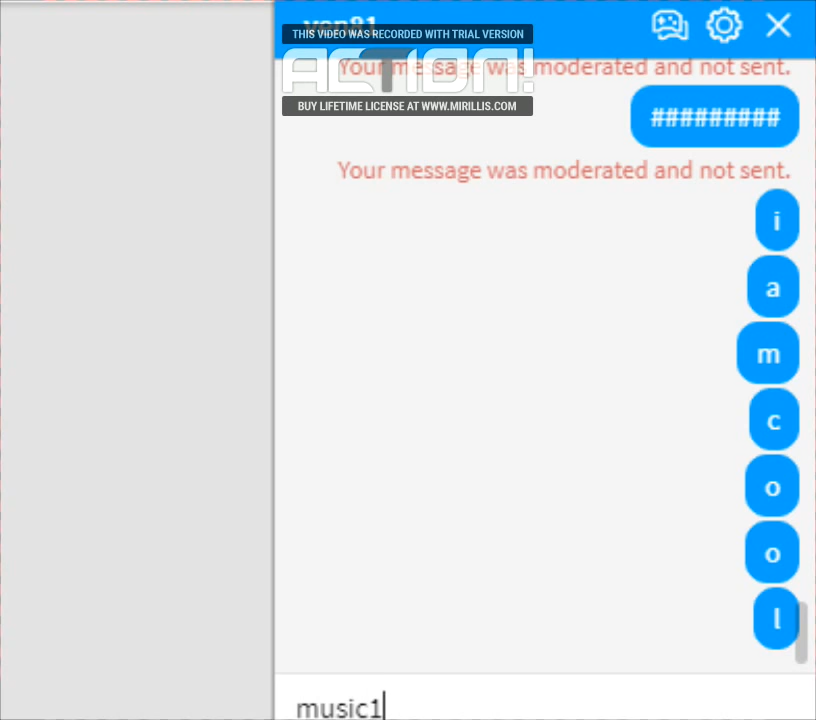 THIS VIDEO WAS RECORDED WITH TRIAL VERSION
ACTION!
Your message was moderated and not sent.
BUY LIFETIME LICENSE AT WWW.MIRILLIS.COM
#########
Your message was moderated and not sent.
i
a
m
c
o
o
l
music1